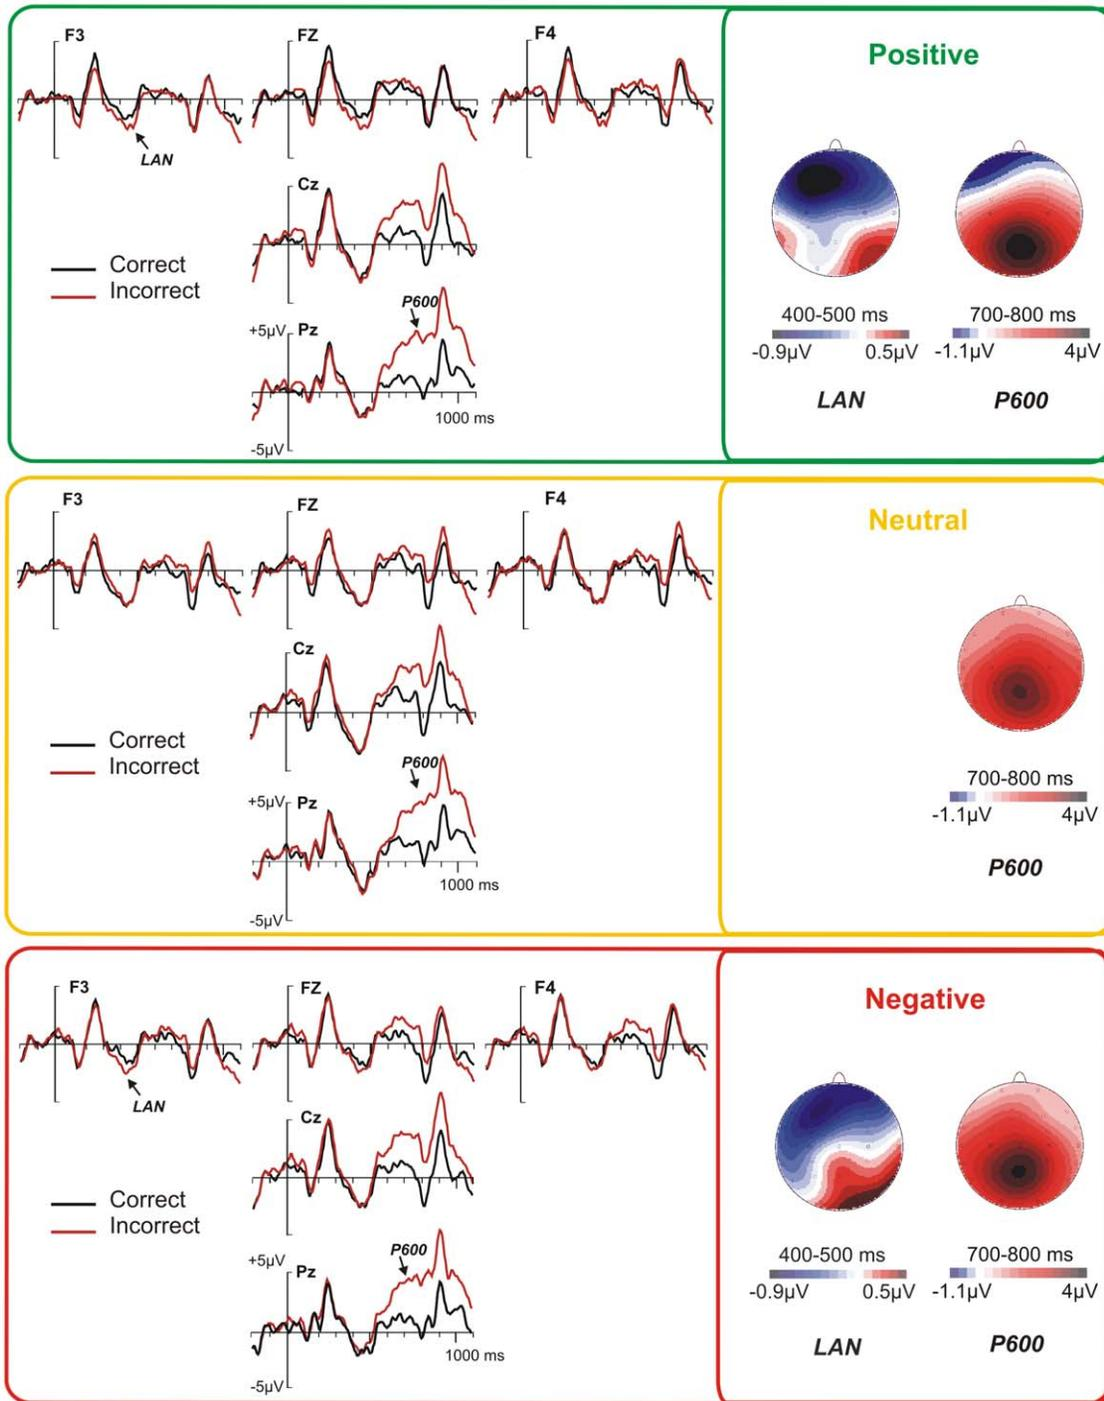 F3
FZ
F4
Positive
LAN
Cz
Correct
Incorrect
P600
+5µV
Pz
1000 ms
-5µV
400-500 ms
700-800 ms
-0.9µV
0.5µV
-1.1µV
4µV
LAN
P600
F3
FZ
F4
Neutral
Cz
Correct
Incorrect
P600
+5µV
Pz
1000 ms
-5µV
700-800 ms
-1.1µV
4µV
P600
F3
FZ
F4
Negative
LAN
Cz
Correct
Incorrect
P600
+5µV
Pz
1000 ms
-5µV
400-500 ms
700-800 ms
-0.9µV
0.5µV
-1.1µV
4µV
LAN
P600